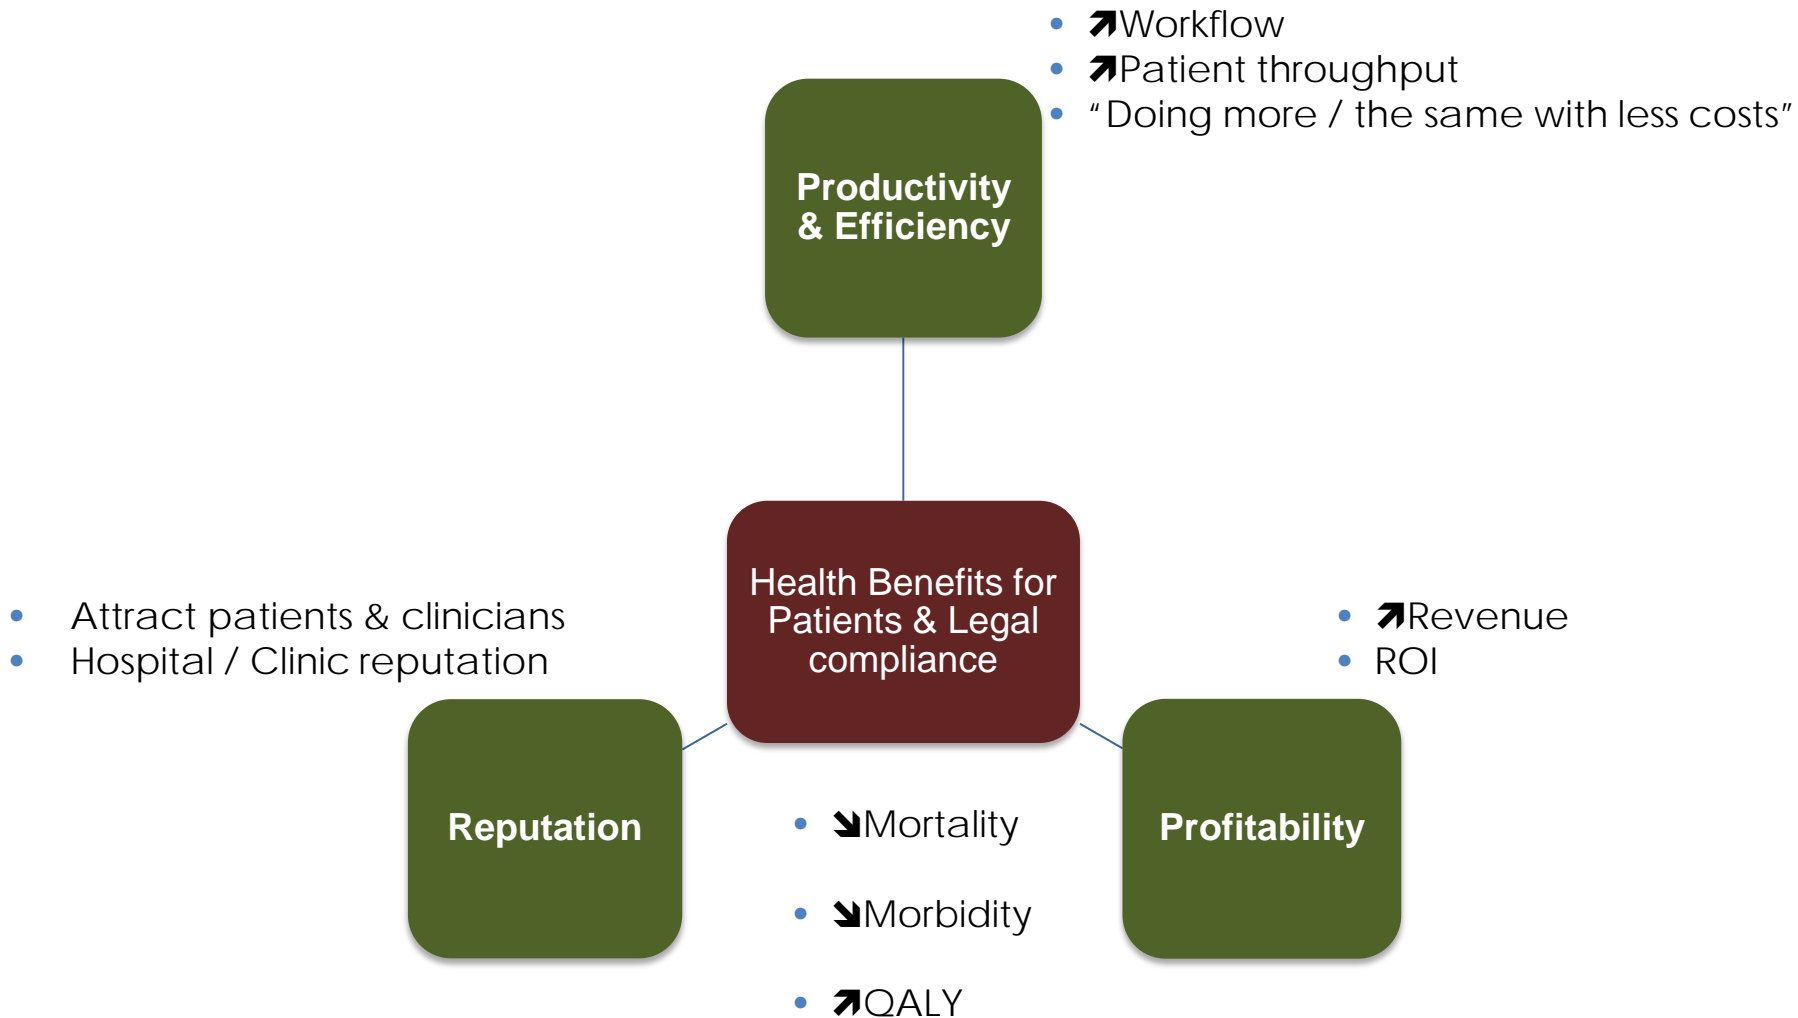 • ↗Workflow
• ↗Patient throughput
• “Doing more / the same with less costs”
Productivity
& Efficiency
Health Benefits for
Patients & Legal
compliance
• Attract patients & clinicians
• Hospital / Clinic reputation
• ↗Revenue
• ROI
Reputation
• ↘Mortality
• ↘Morbidity
• ↗QALY
Profitability